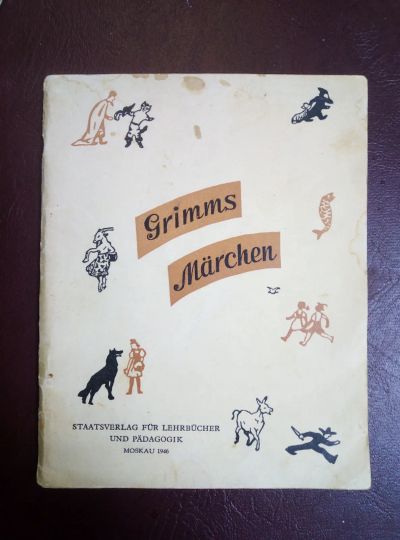 Grimms
Märchen
STAATSVERLAG FÜR LEHRBÜCHER
UND PÄDAGOGIK
MOSKAU 1946